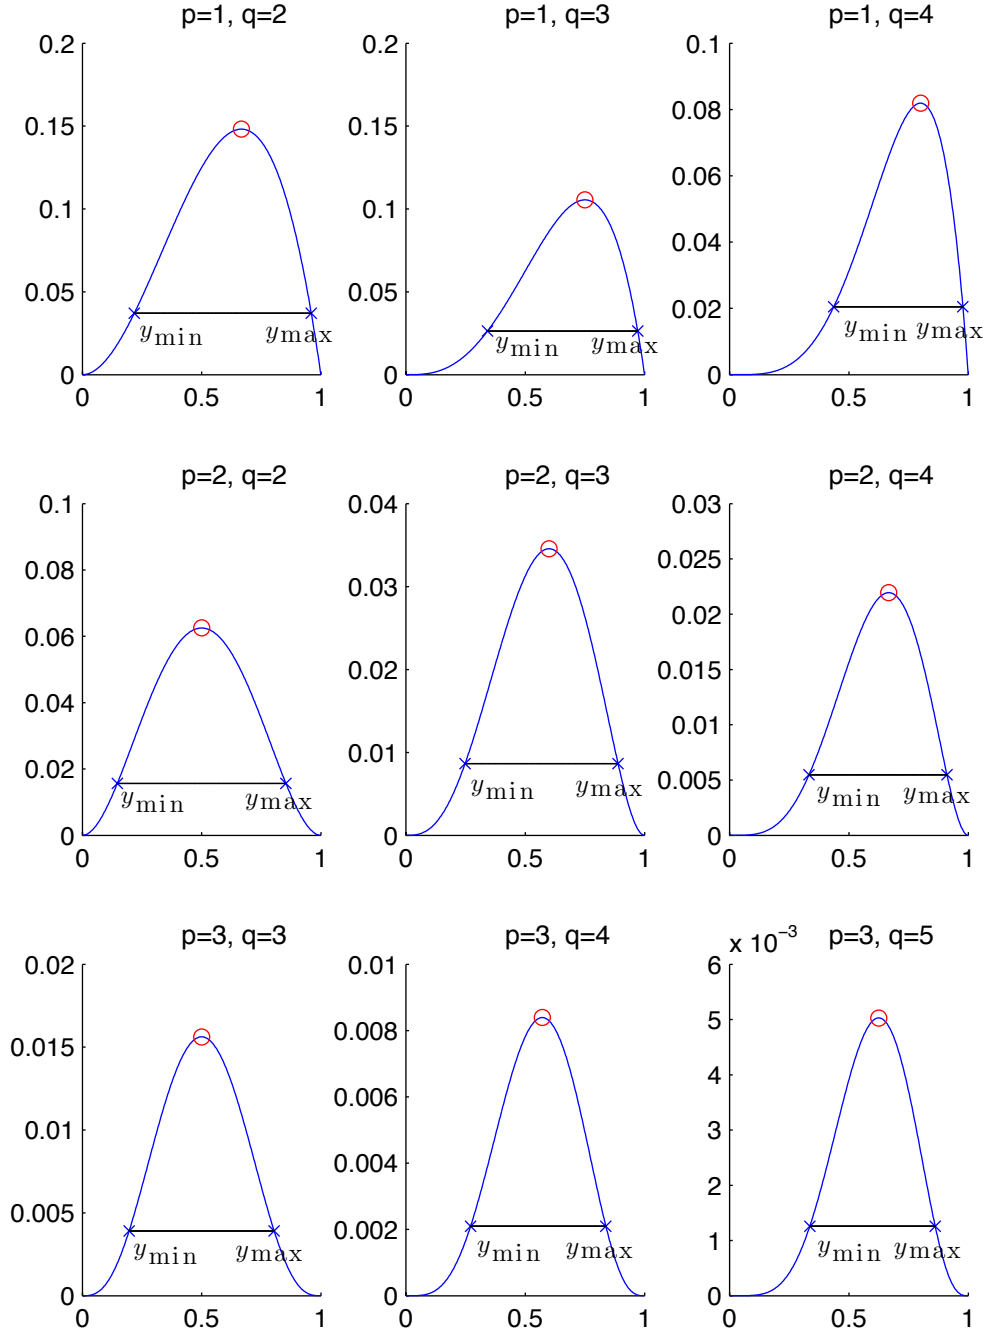 p=1, q=2
0.2
0.15
0.1
0.05
0
0 0.5 1
ymin ymax
p=1, q=3
0.2
0.15
0.1
0.05
0
0 0.5 1
ymin ymax
p=1, q=4
0.1
0.08
0.06
0.04
0.02
0
0 0.5 1
ymin ymax
p=2, q=2
0.1
0.08
0.06
0.04
0.02
0
0 0.5 1
ymin ymax
p=2, q=3
0.04
0.03
0.02
0.01
0
0 0.5 1
ymin ymax
p=2, q=4
0.03
0.025
0.02
0.015
0.01
0.005
0
0 0.5 1
ymin ymax
p=3, q=3
0.02
0.015
0.01
0.005
0
0 0.5 1
ymin ymax
p=3, q=4
0.01
0.008
0.006
0.004
0.002
0
0 0.5 1
ymin ymax
x 10⁻³ p=3, q=5
6
5
4
3
2
1
0
0 0.5 1
ymin ymax